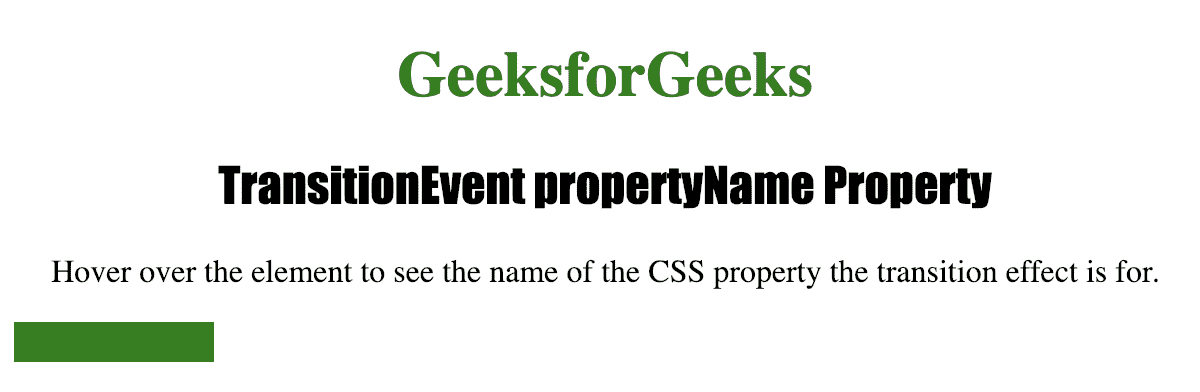 GeeksforGeeks
TransitionEvent propertyName Property
Hover over the element to see the name of the CSS property the transition effect is for.